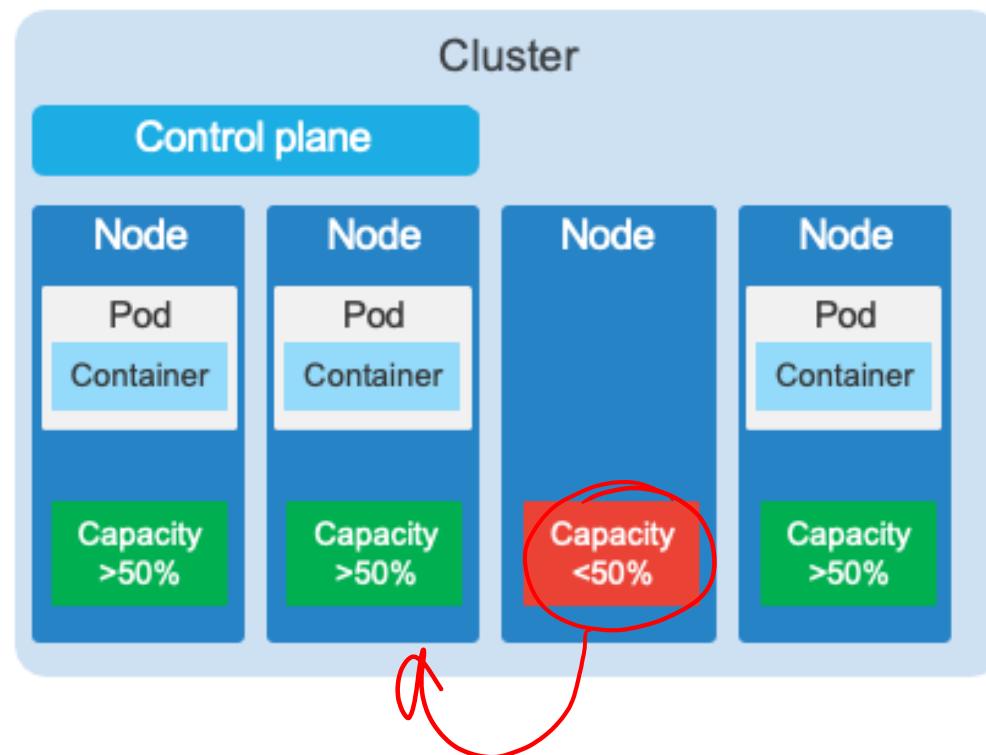 Cluster
Control plane
Node
Pod
Container
Capacity
>50%
Node
Pod
Container
Capacity
>50%
Node
Capacity
<50%
Node
Pod
Container
Capacity
>50%